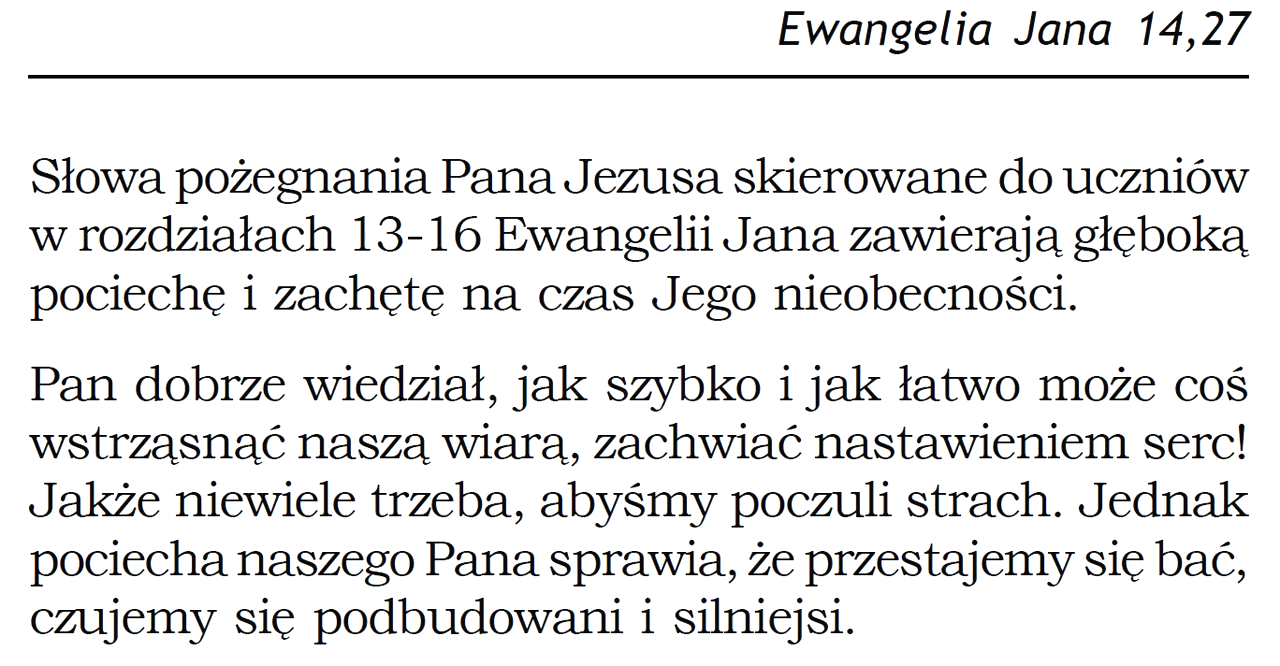 Ewangelia Jana 14,27
Słowa pożegnania Pana Jezusa skierowane do uczniów
w rozdziałach 13-16 Ewangelii Jana zawierają głęboką
pociechę i zachętę na czas Jego nieobecności.
Pan dobrze wiedział, jak szybko i jak łatwo może coś
wstrząsnąć naszą wiarą, zachwiać nastawieniem serc!
Jakże niewiele trzeba, abyśmy poczuli strach. Jednak
pociecha naszego Pana sprawia, że przestajemy się bać,
czujemy się podbudowani i silniejsi.